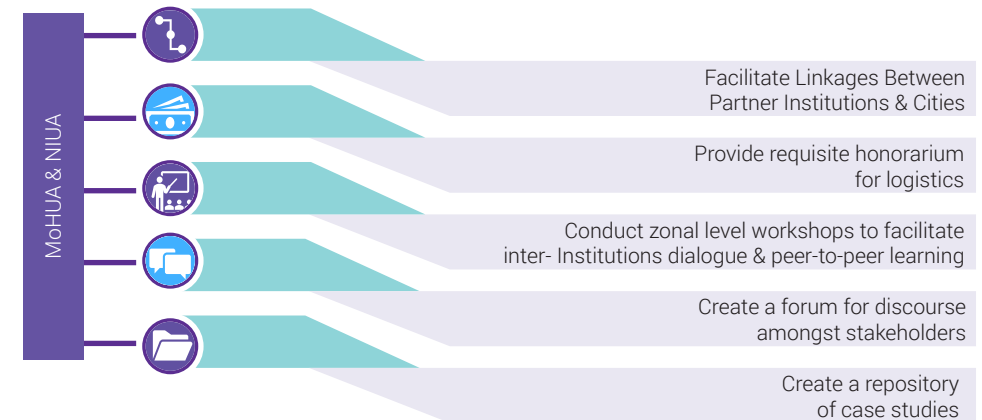 MoHUA & NIUA
Facilitate Linkages Between
Partner Institutions & Cities
Provide requisite honorarium
for logistics
Conduct zonal level workshops to facilitate
inter- Institutions dialogue & peer-to-peer learning
Create a forum for discourse
amongst stakeholders
Create a repository
of case studies